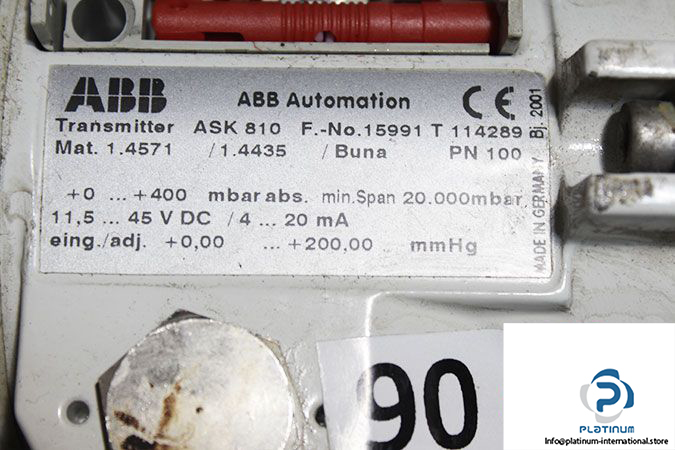 ABB ABB Automation CE
Transmitter ASK 810 F.-No.15991 T 114289
Mat. 1.4571 /1.4435 / Buna PN 100
+0 ... +400 mbar abs. min.Span 20.000mbar
11,5 ... 45 V DC / 4 ... 20 mA
eing./adj. +0,00 ...+200,00 mmHg
MADE IN GERMANY Bj. 2001
90
PLATINUM
info@platinum-international.store